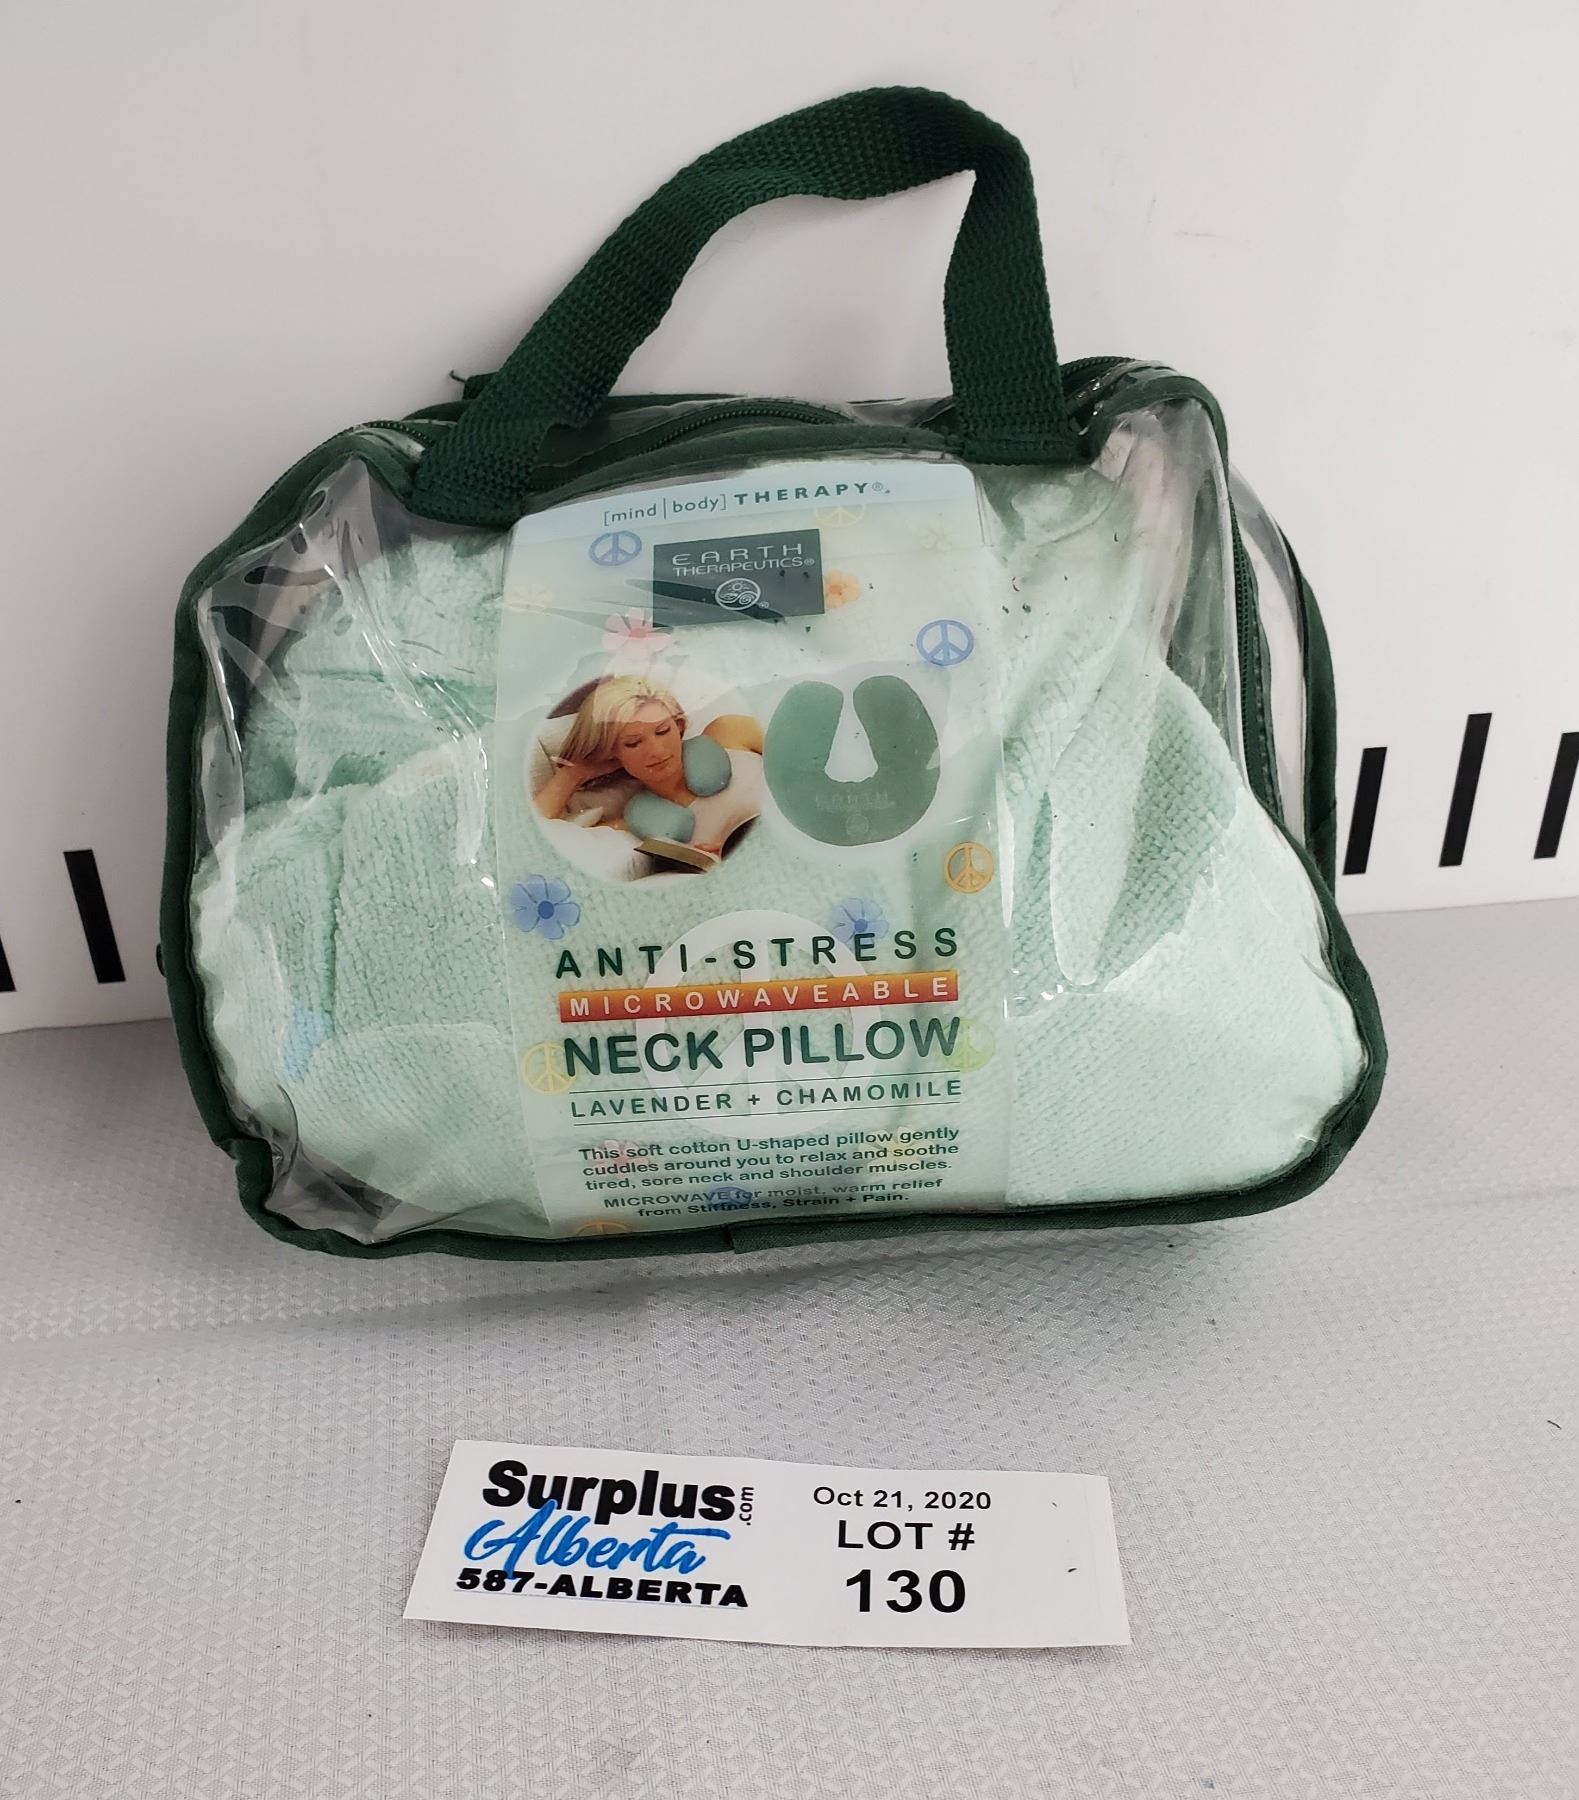 [mind|body] THERAPY®.
EARTH
THERAPEUTICS®
®
EARTH
ANTI-STRESS
MICROWAVEABLE
NECK PILLOW
LAVENDER + CHAMOMILE
This soft cotton U-shaped pillow gently
cuddles around you to relax and soothe
tired, sore neck and shoulder muscles.
MICROWAVE for moist, warm relief
from Stiffness, Strain + Pain.
Surplus.com
Alberta
587-ALBERTA
Oct 21, 2020
LOT #
130